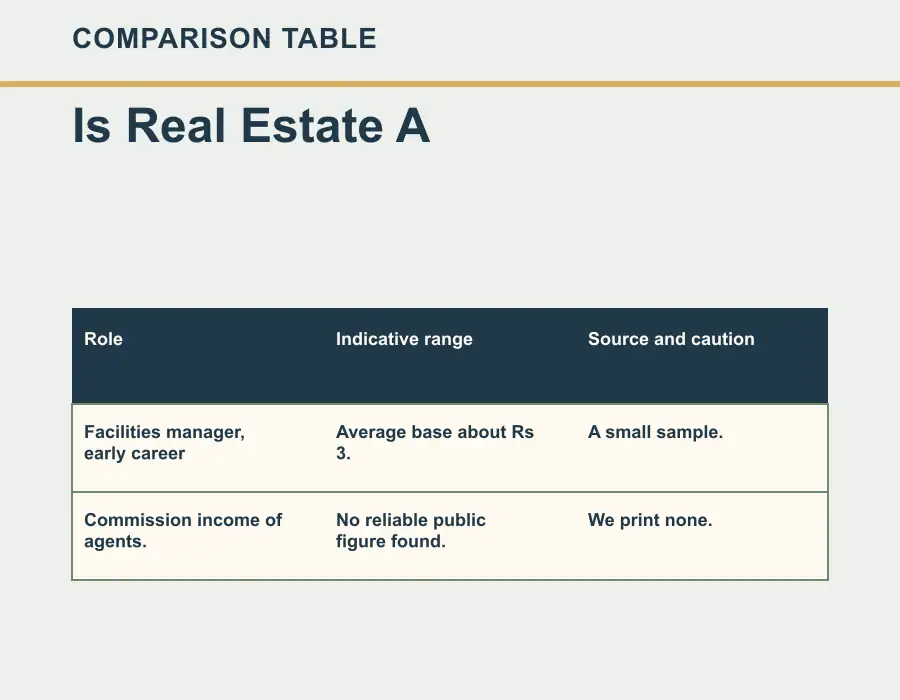 COMPARISON TABLE
Is Real Estate A
Role
Indicative range
Source and caution
Facilities manager,
early career
Average base about Rs
3.
A small sample.
Commission income of
agents.
No reliable public
figure found.
We print none.